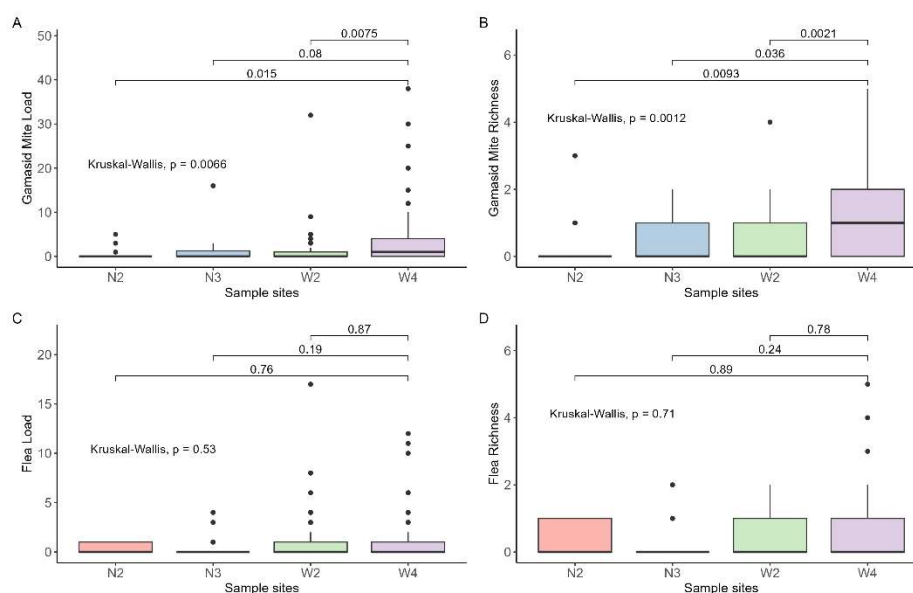 A
Gamasid Mite Load
50
40
30
20
10
0
0.0075
0.08
0.015
Kruskal-Wallis, p = 0.0066
N2 N3 W2 W4
Sample sites
B
Gamasid Mite Richness
6
4
2
0
0.0021
0.036
0.0093
Kruskal-Wallis, p = 0.0012
N2 N3 W2 W4
Sample sites
C
Flea Load
20
15
10
5
0
0.87
0.19
0.76
Kruskal-Wallis, p = 0.53
N2 N3 W2 W4
Sample sites
D
Flea Richness
6
4
2
0
0.78
0.24
0.89
Kruskal-Wallis, p = 0.71
N2 N3 W2 W4
Sample sites